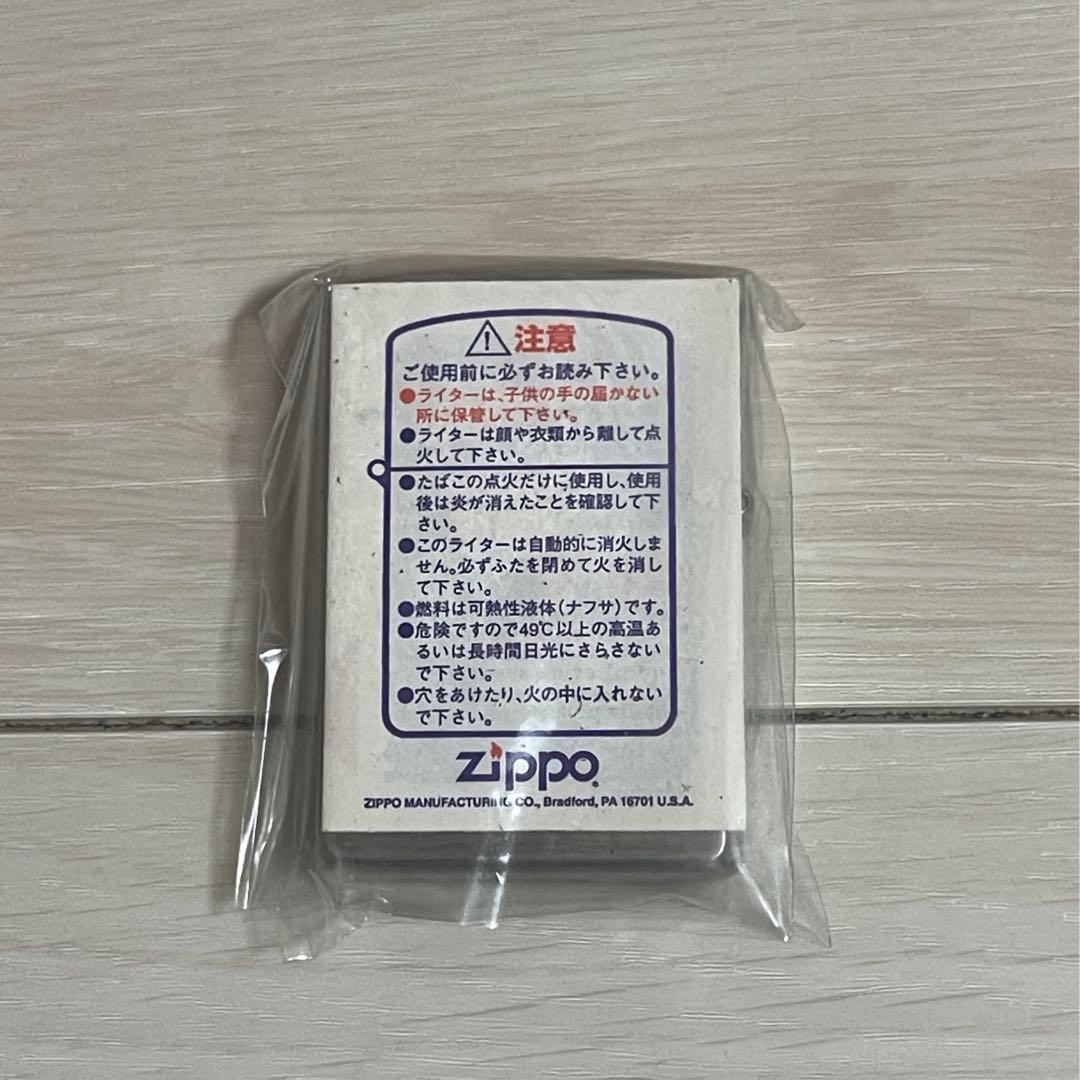 注意
ご使用前に必ずお読み下さい。
●ライターは、子供の手の届かない
所に保管して下さい。
●ライターは顔や衣類から離して点
火して下さい。
●たばこの点火だけに使用し、使用
後は炎が消えたことを確認して下
さい。
●このライターは自動的に消火しま
せん。必ずふたを閉めて火を消し
て下さい。
●燃料は可熱性液体(ナフサ)です。
●危険ですので49℃以上の高温あ
るいは長時間日光にさらさない
で下さい。
●穴をあけたり、火の中に入れない
で下さい。
Zippo
ZIPPO MANUFACTURING CO., Bradford, PA 16701 U.S.A.